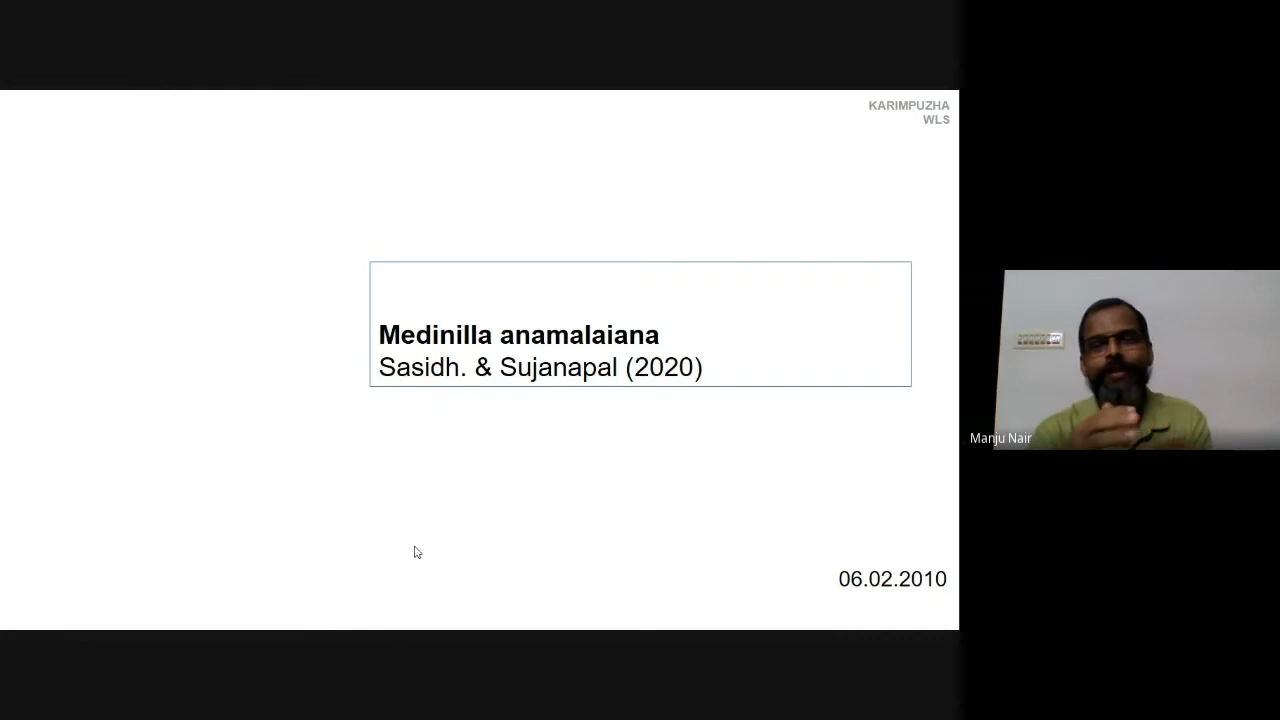 KARIMPUZHA
WLS
Medinilla anamalaiana
Sasidh. & Sujanapal (2020)
06.02.2010
Manju Nair